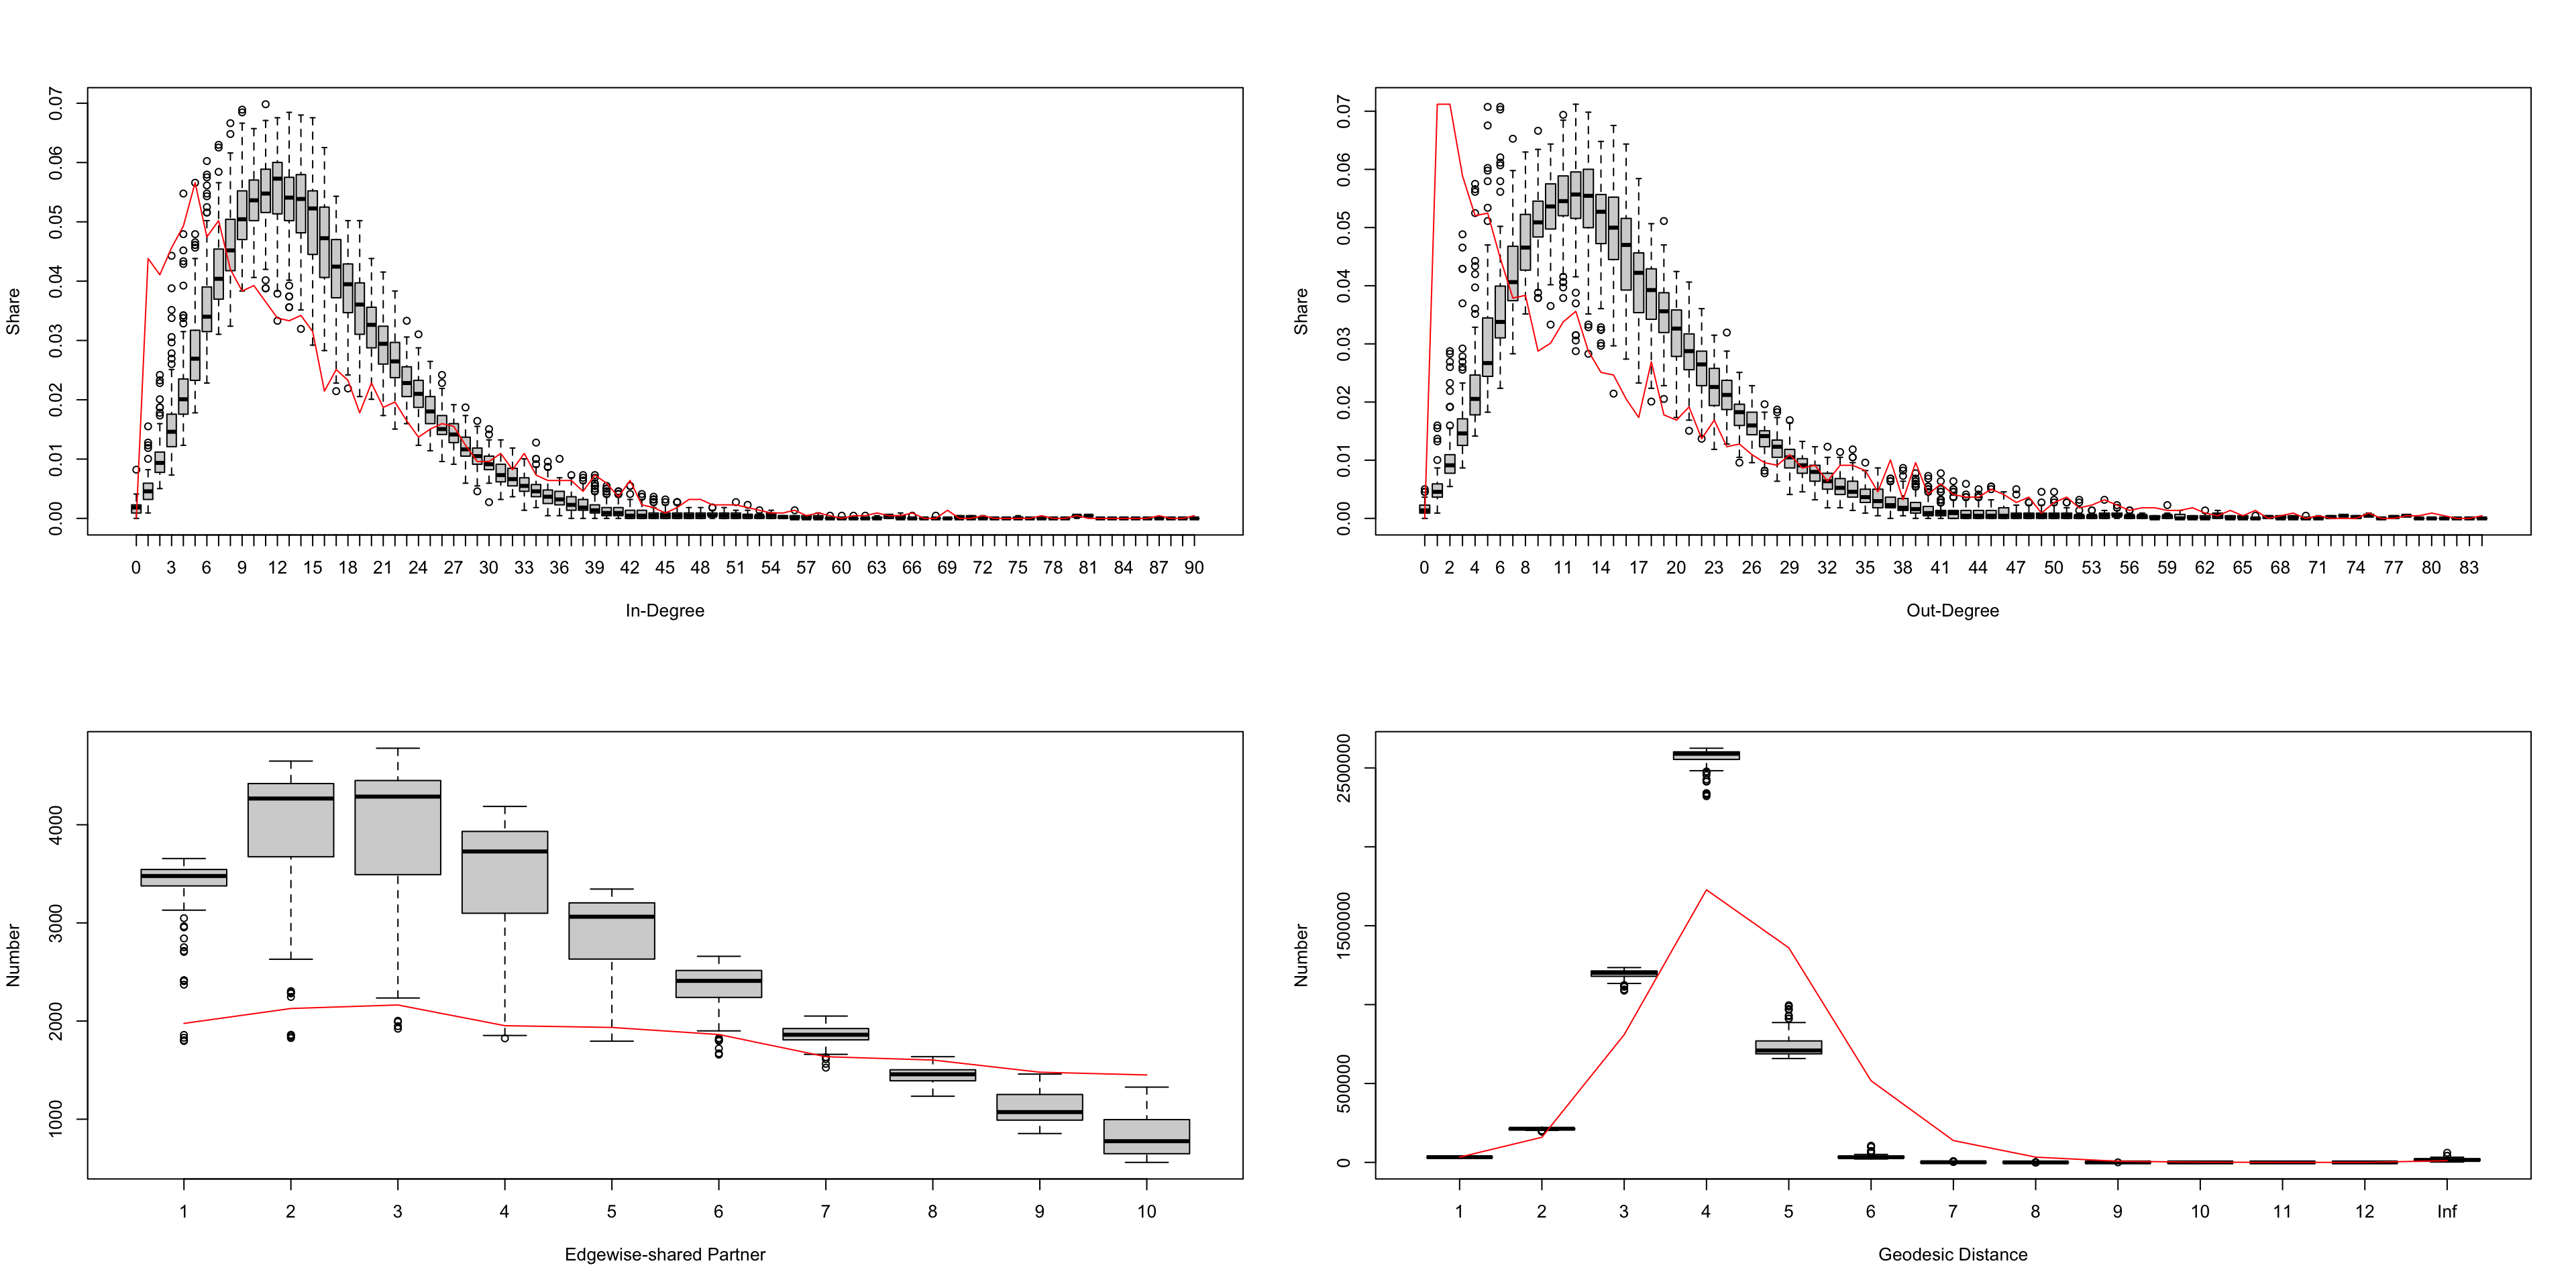 Share
0.00 0.01 0.02 0.03 0.04 0.05 0.06 0.07
0 3 6 9 12 15 18 21 24 27 30 33 36 39 42 45 48 51 54 57 60 63 66 69 72 75 78 81 84 87 90
In-Degree
Share
0.00 0.01 0.02 0.03 0.04 0.05 0.06 0.07
0 2 4 6 8 11 14 17 20 23 26 29 32 35 38 41 44 47 50 53 56 59 62 65 68 71 74 77 80 83
Out-Degree
Number
1000 2000 3000 4000
1 2 3 4 5 6 7 8 9 10
Edgewise-shared Partner
Number
0 500000 1500000 2500000
1 2 3 4 5 6 7 8 9 10 11 12 Inf
Geodesic Distance